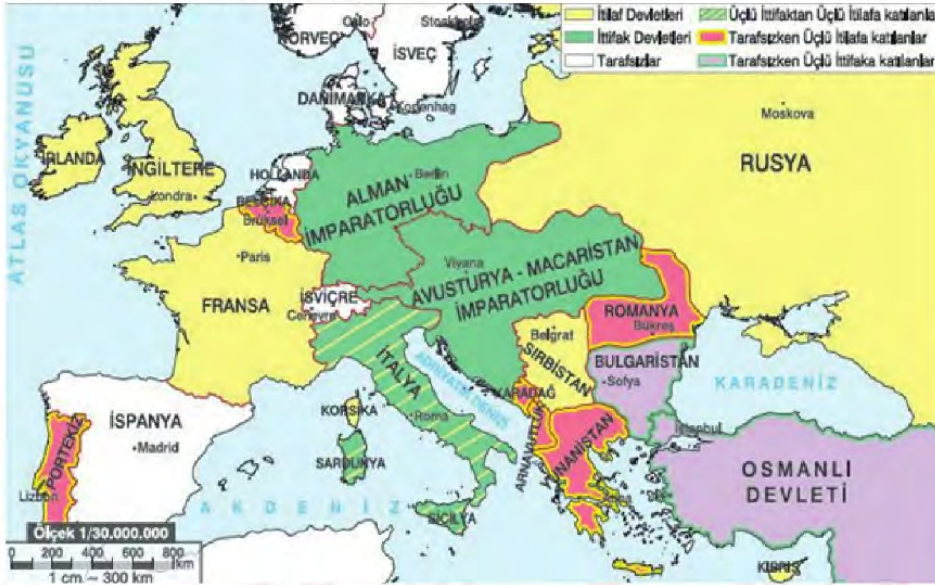 İtilaf Devletleri
İttifak Devletleri
Tarafsızlar
Üçlü İttifaktan Üçlü İtilafa katılanla
Tarafsızken Üçlü İtilafa katılanlar
Tarafsızken Üçlü İttifaka katılanlar
ATLAS OKYANUSU
NORVEÇ
Oslo
Stockholm
İSVEÇ
DANİMARKA
Kopenhag
Moskova
RUSYA
İRLANDA
İNGİLTERE
Londra
HOLLANDA
BELÇİKA
Brüksel
Berlin
ALMAN
İMPARATORLUĞU
Paris
FRANSA
İSVİÇRE
Cenevre
Viyana
AVUSTURYA - MACARİSTAN
İMPARATORLUĞU
ROMANYA
Bükreş
Belgrat
SIRBİSTAN
BULGARİSTAN
Sofya
KARADENİZ
İTALYA
ADRİYATİK DENİZİ
KARADAĞ
ARNAVUTLUK
YUNANİSTAN
İstanbul
OSMANLI
DEVLETİ
KORSİKA
Roma
SARDUNYA
SİCİLYA
İSPANYA
Madrid
PORTEKİZ
Lizbon
AKDENİZ
KIBRIS
Ölçek 1/30.000.000
0 200 400 600 800 km
1 cm ~ 300 km